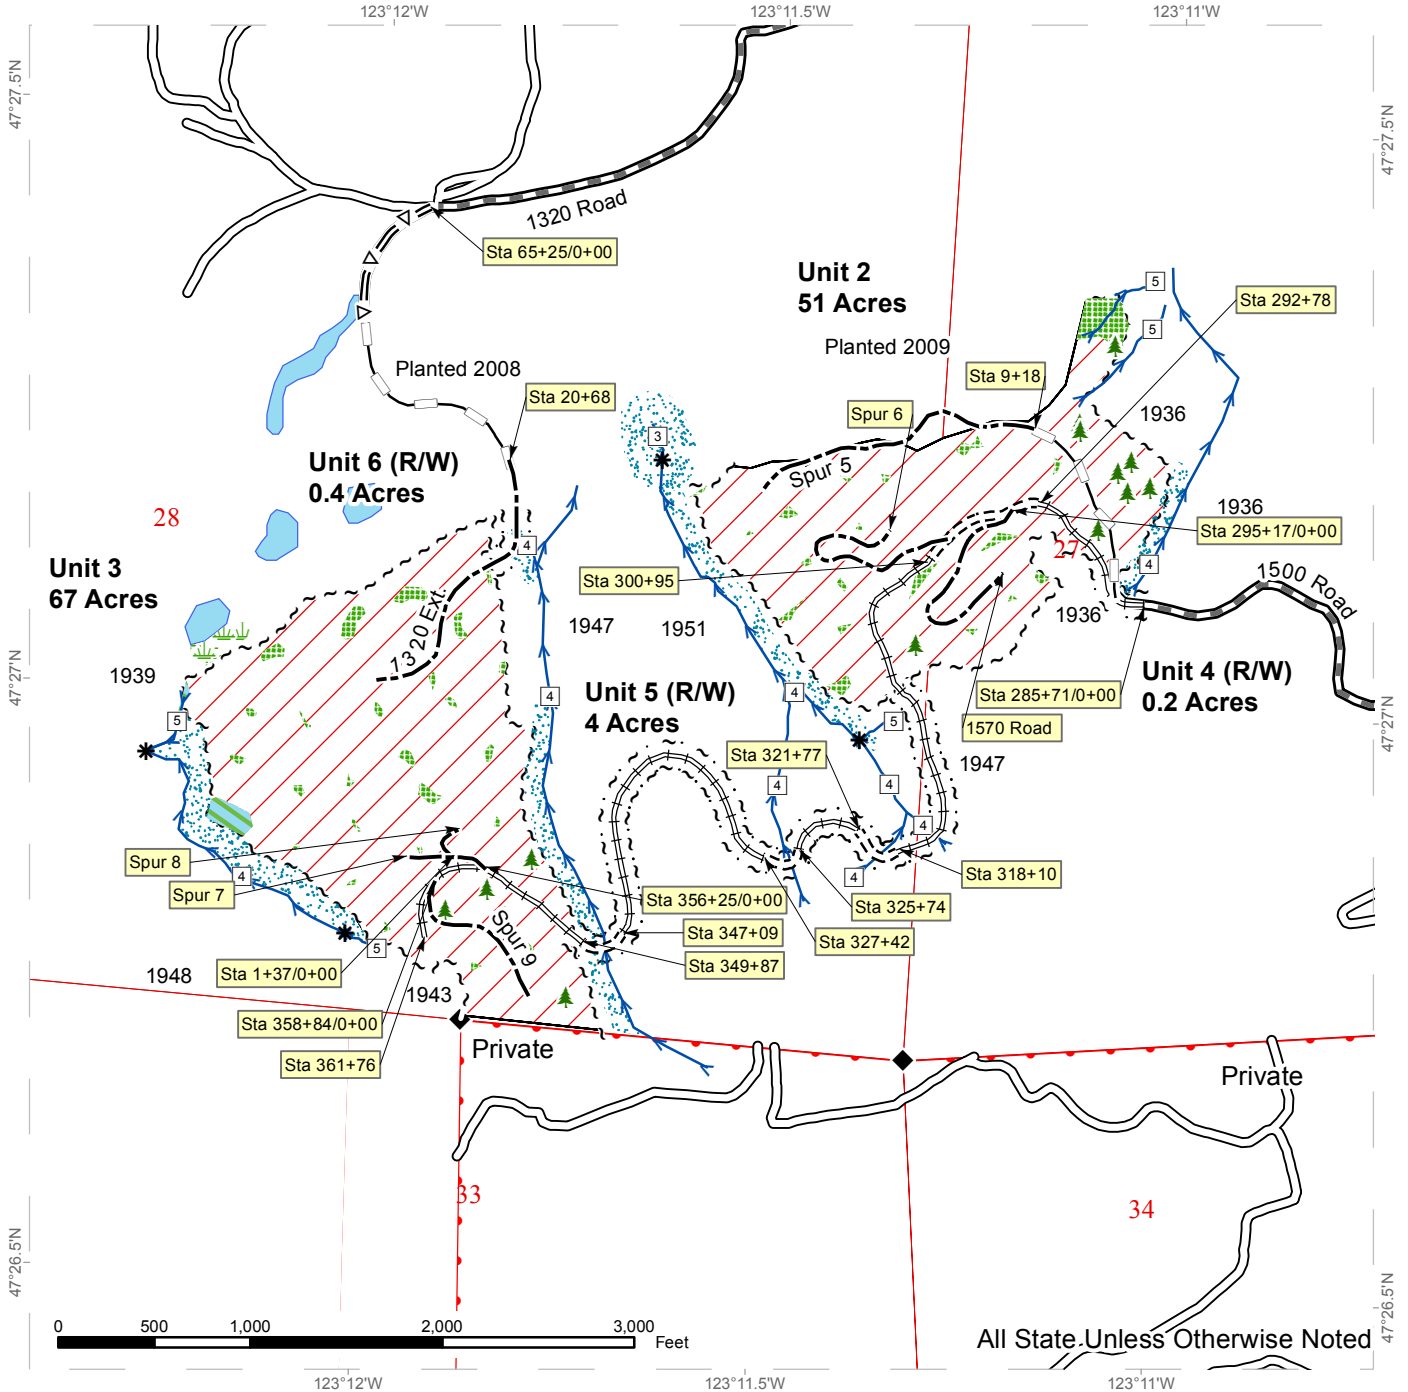 123°12'W
123°11.5'W
123°11'W
47°27.5'N
47°27.5'N
1320 Road
Sta 65+25/0+00
Unit 2
51 Acres
Planted 2009
5
Sta 292+78
5
Planted 2008
Sta 9+18
Sta 20+68
Spur 6
1936
3
Unit 6 (R/W)
0.4 Acres
Spur 5
28
1936
Sta 295+17/0+00
4
27
Unit 3
67 Acres
Sta 300+95
4
1500 Road
1320 Ext.
1947
1951
1936
47°27'N
1939
Unit 5 (R/W)
4 Acres
Unit 4 (R/W)
0.2 Acres
Sta 285+71/0+00
4
4
5
5
1570 Road
47°27'N
Sta 321+77
1947
4
4
4
Spur 8
Sta 318+10
4
4
Spur 7
Sta 356+25/0+00
Sta 325+74
Spur 9
Sta 347+09
Sta 327+42
5
Sta 349+87
Sta 1+37/0+00
1948
1943
Sta 358+84/0+00
Private
Sta 361+76
Private
33
34
47°26.5'N
47°26.5'N
0 500 1,000 2,000 3,000
Feet
All State Unless Otherwise Noted
123°12'W
123°11.5'W
123°11'W